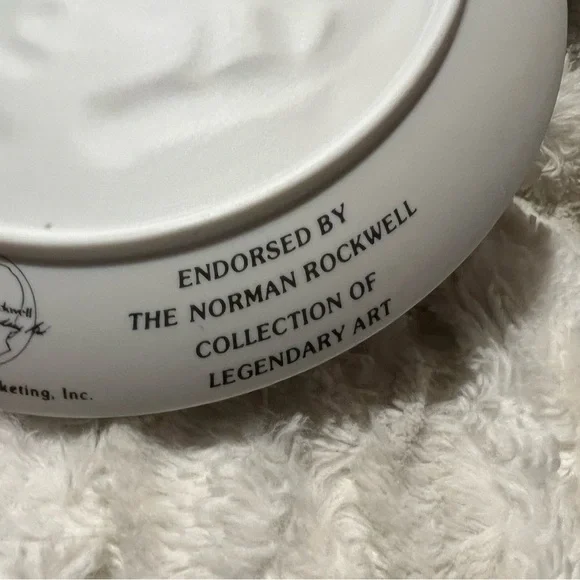 ENDORSED BY
THE NORMAN ROCKWELL
COLLECTION OF
LEGENDARY ART
keting, Inc.